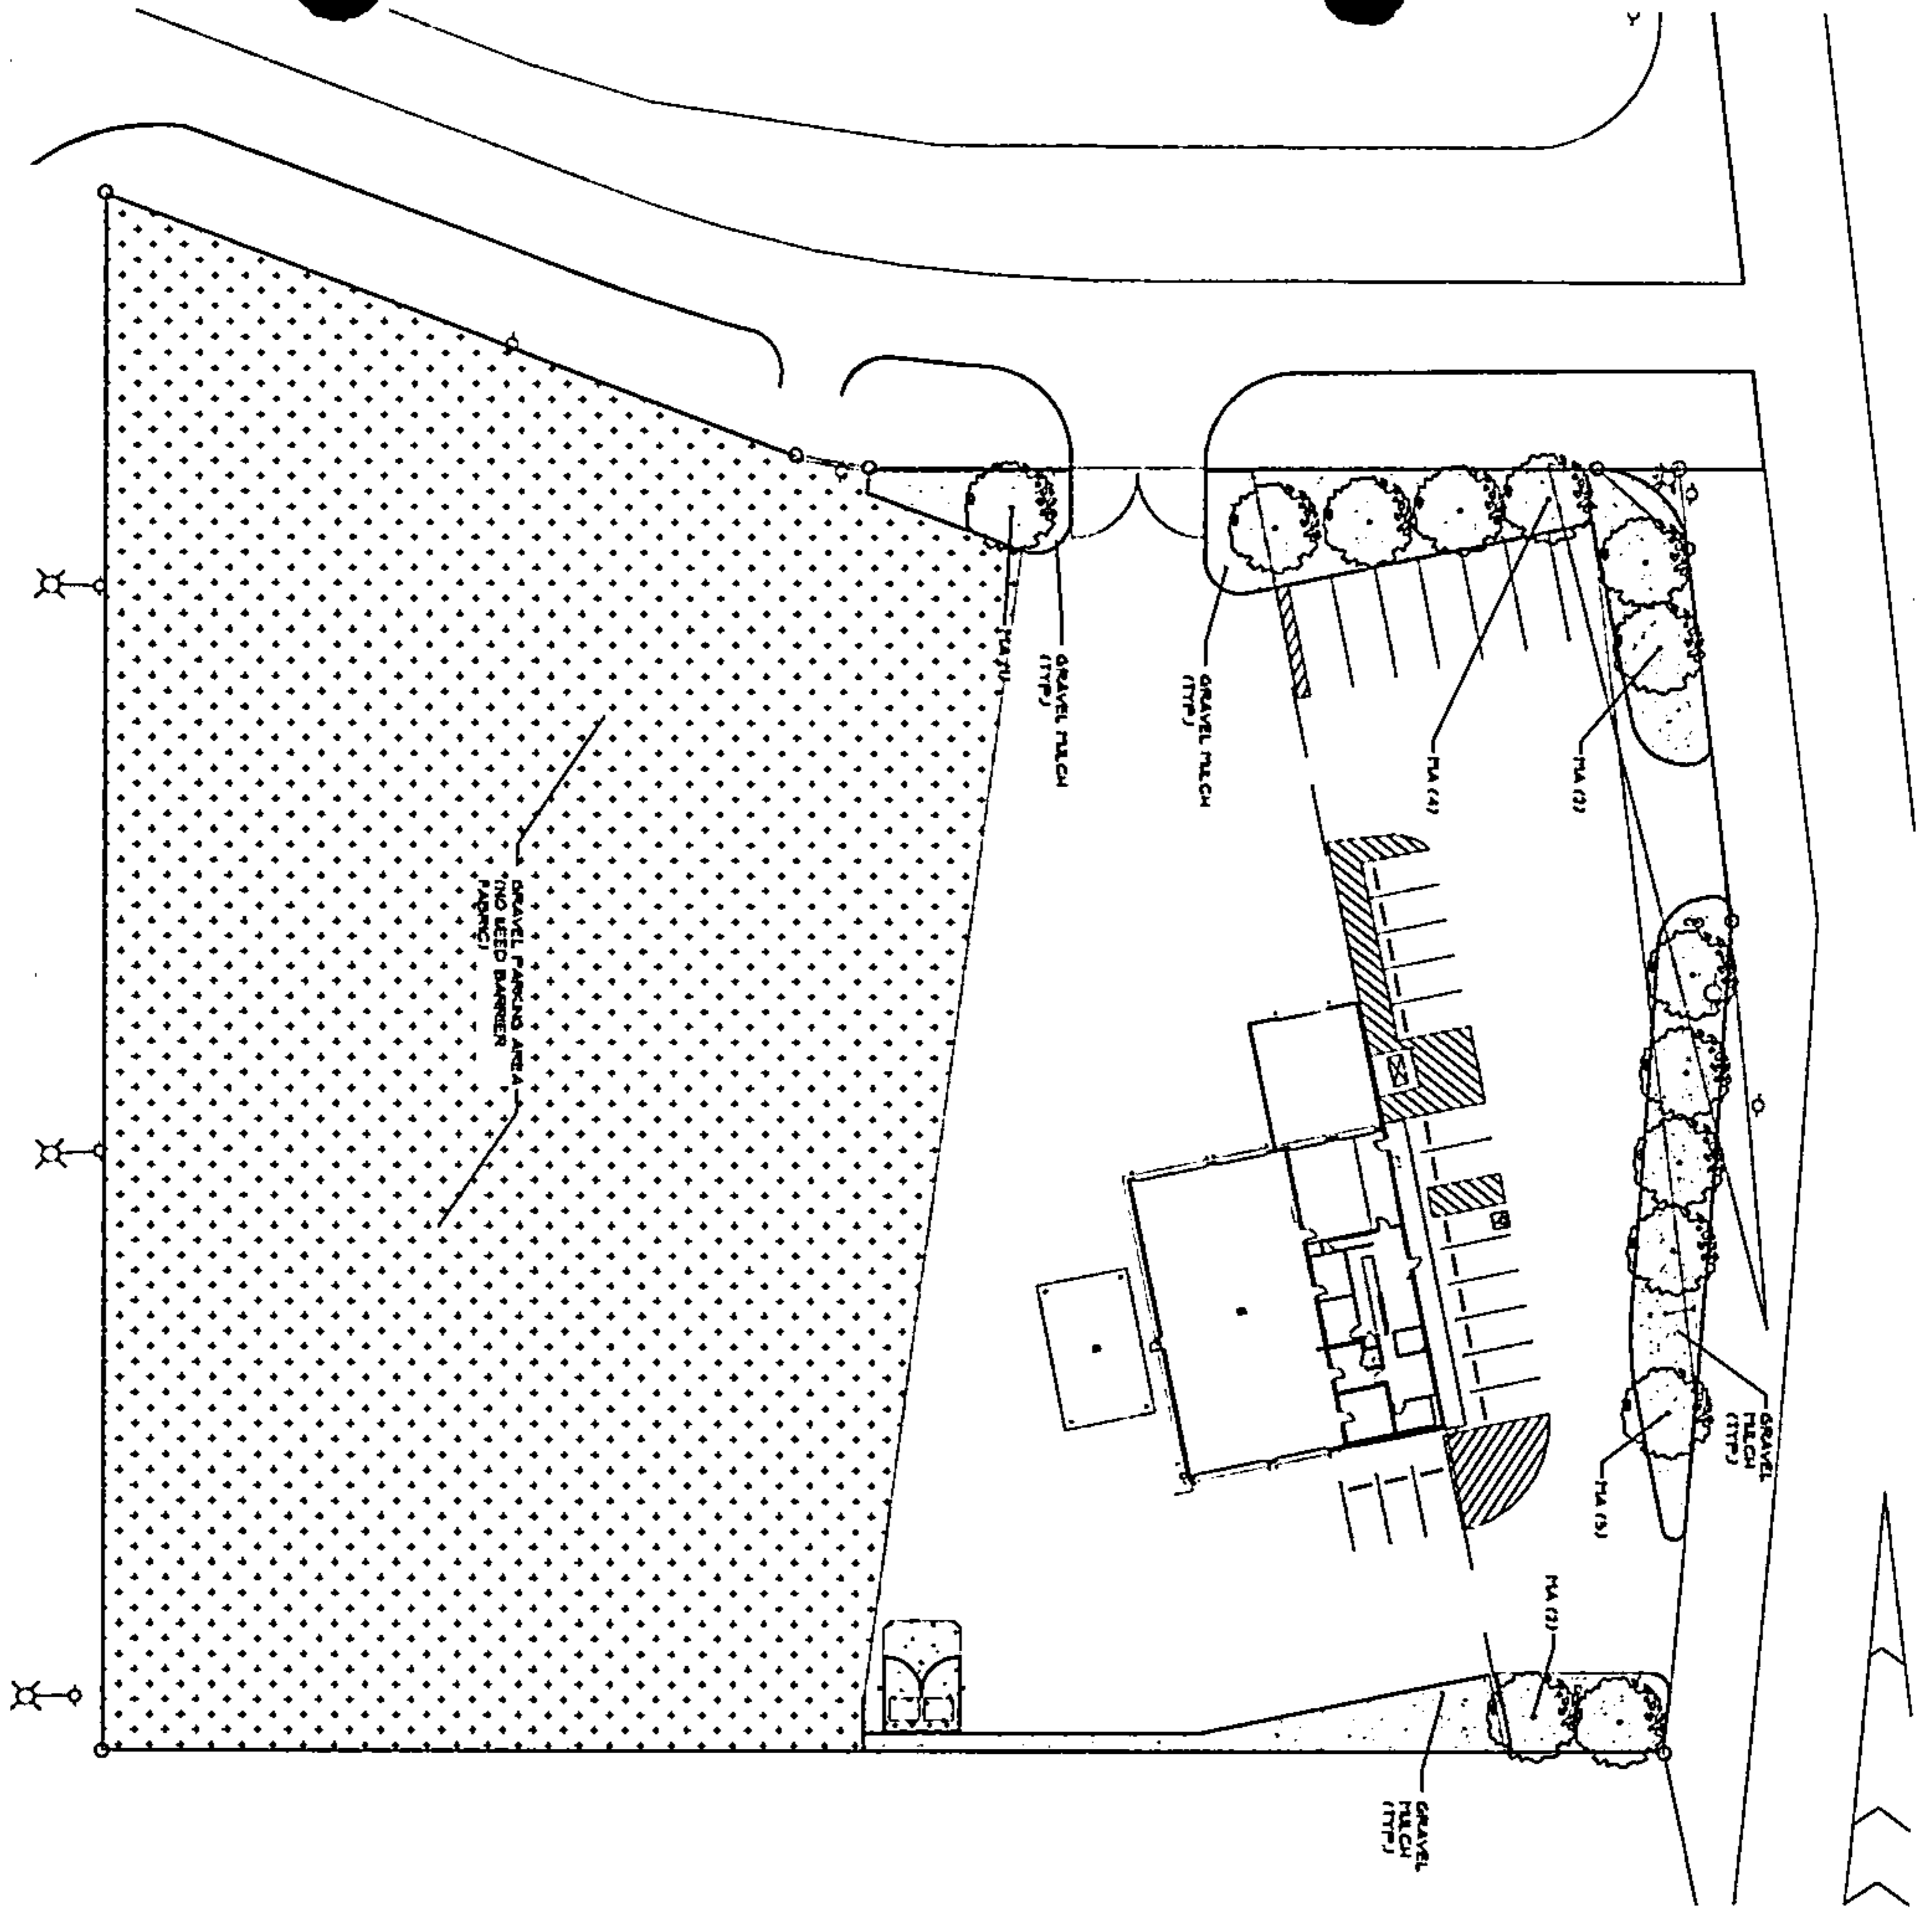 GRAVEL MULCH
(TYP.)
GRAVEL MULCH
(TYP.)
MA (4)
MA (2)
GRAVEL PARKING AREA
(NO WEED BARRIER
FABRIC)
GRAVEL
MULCH
(TYP.)
MA (5)
MA (2)
GRAVEL
MULCH
(TYP.)